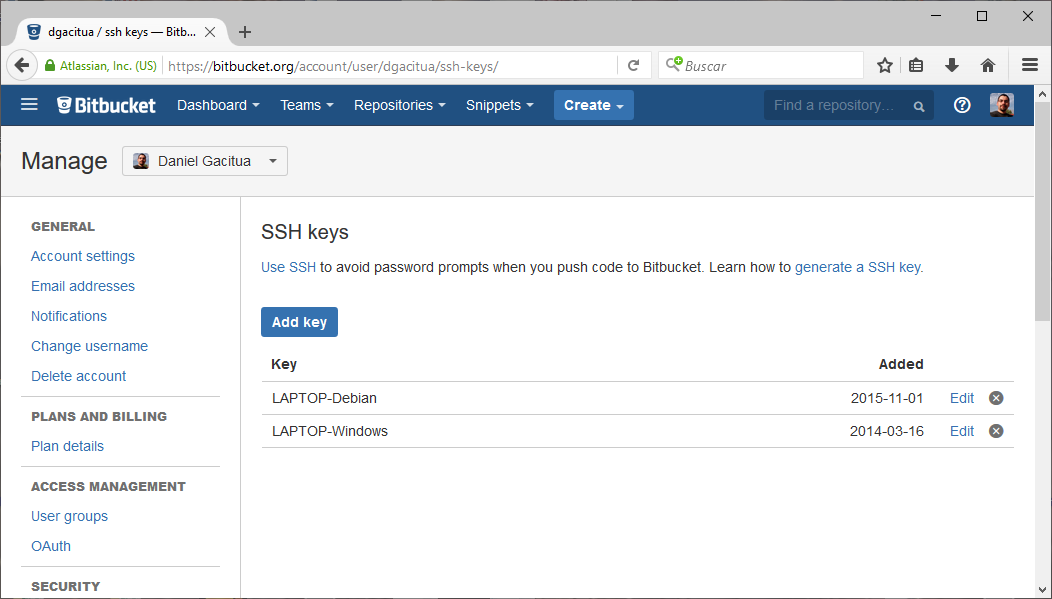 dgacitua / ssh keys — Bitb...
Atlassian, Inc. (US) https://bitbucket.org/account/user/dgacitua/ssh-keys/ Buscar
Bitbucket Dashboard Teams Repositories Snippets Create Find a repository...
Manage Daniel Gacitua
GENERAL
Account settings
Email addresses
Notifications
Change username
Delete account
PLANS AND BILLING
Plan details
ACCESS MANAGEMENT
User groups
OAuth
SECURITY
SSH keys
Use SSH to avoid password prompts when you push code to Bitbucket. Learn how to generate a SSH key.
Add key
Key Added
LAPTOP-Debian 2015-11-01 Edit
LAPTOP-Windows 2014-03-16 Edit